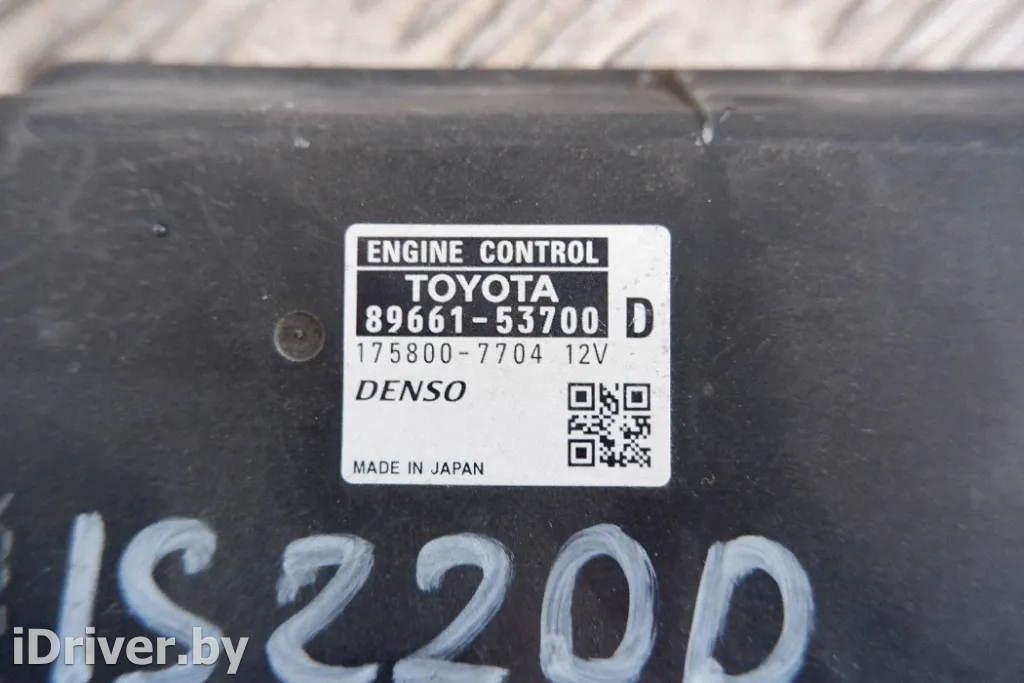 ENGINE CONTROL
TOYOTA
89661-53700 D
175800-7704 12V
DENSO
MADE IN JAPAN
IS220D
iDriver.by